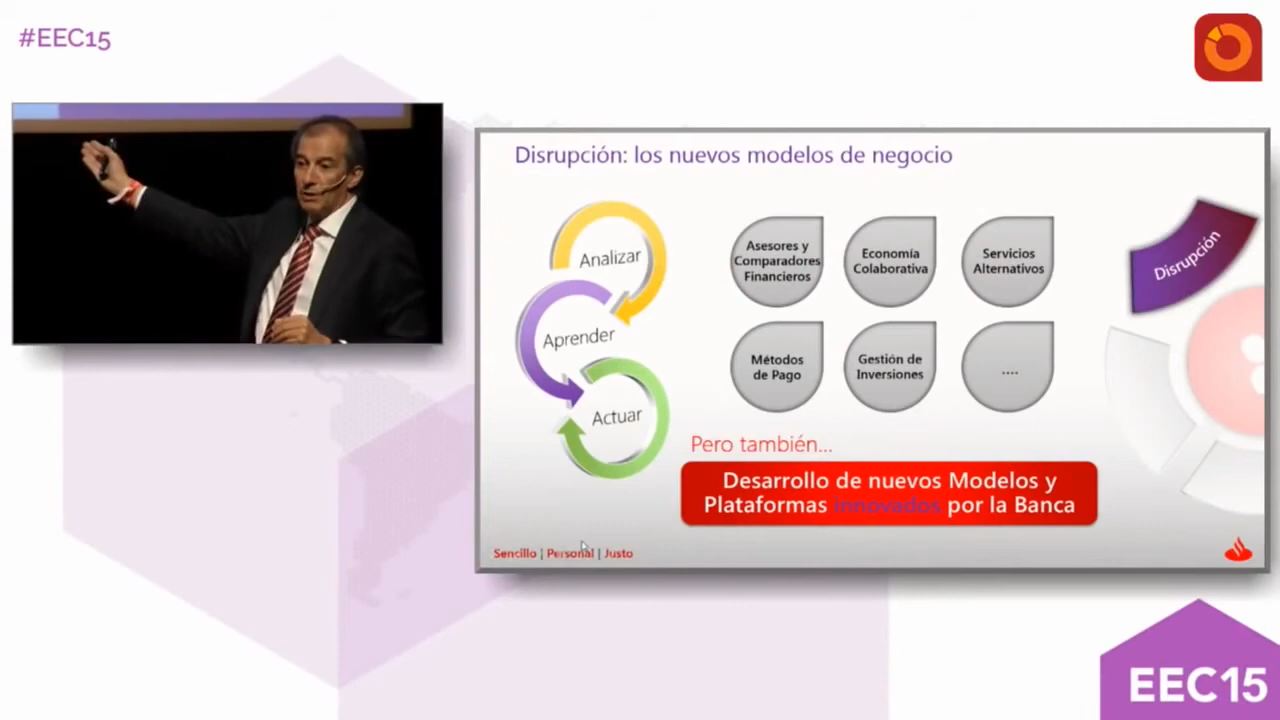 #EEC15
Disrupción: los nuevos modelos de negocio
Analizar
Aprender
Actuar
Asesores y
Comparadores
Financieros
Economía
Colaborativa
Servicios
Alternativos
Métodos
de Pago
Gestión de
Inversiones
....
Disrupción
Pero también...
Desarrollo de nuevos Modelos y
Plataformas innovados por la Banca
Sencillo | Personal | Justo
EEC15